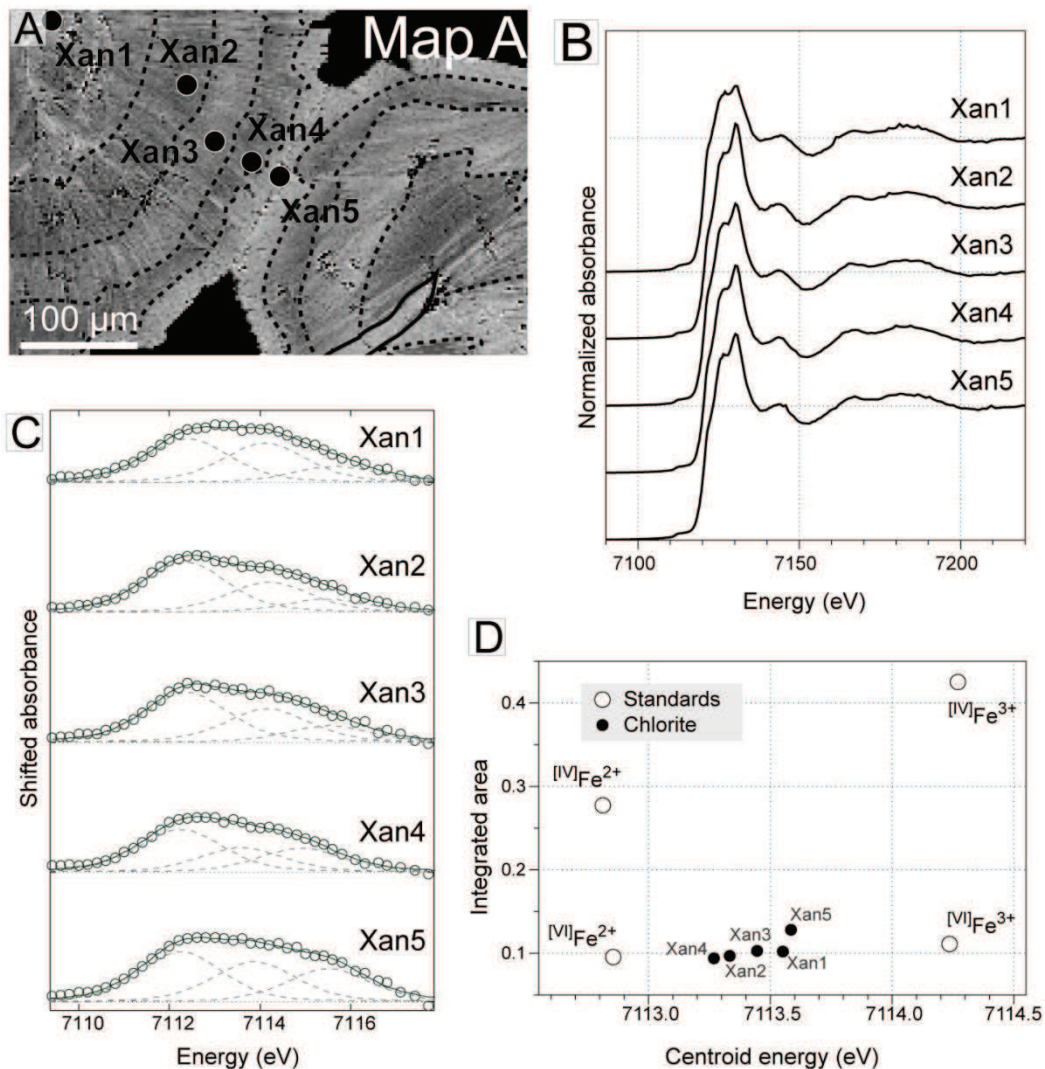 A
Map A
Xan1
Xan2
Xan3
Xan4
Xan5
100 µm
B
Normalized absorbance
Xan1
Xan2
Xan3
Xan4
Xan5
7100
7150
7200
Energy (eV)
C
Shifted absorbance
Xan1
Xan2
Xan3
Xan4
Xan5
7110
7112
7114
7116
Energy (eV)
D
Integrated area
0.4
0.3
0.2
0.1
Standards
Chlorite
[IV]Fe3+
[IV]Fe2+
[VI]Fe2+
[VI]Fe3+
Xan5
Xan3
Xan4
Xan2
Xan1
7113.0
7113.5
7114.0
7114.5
Centroid energy (eV)